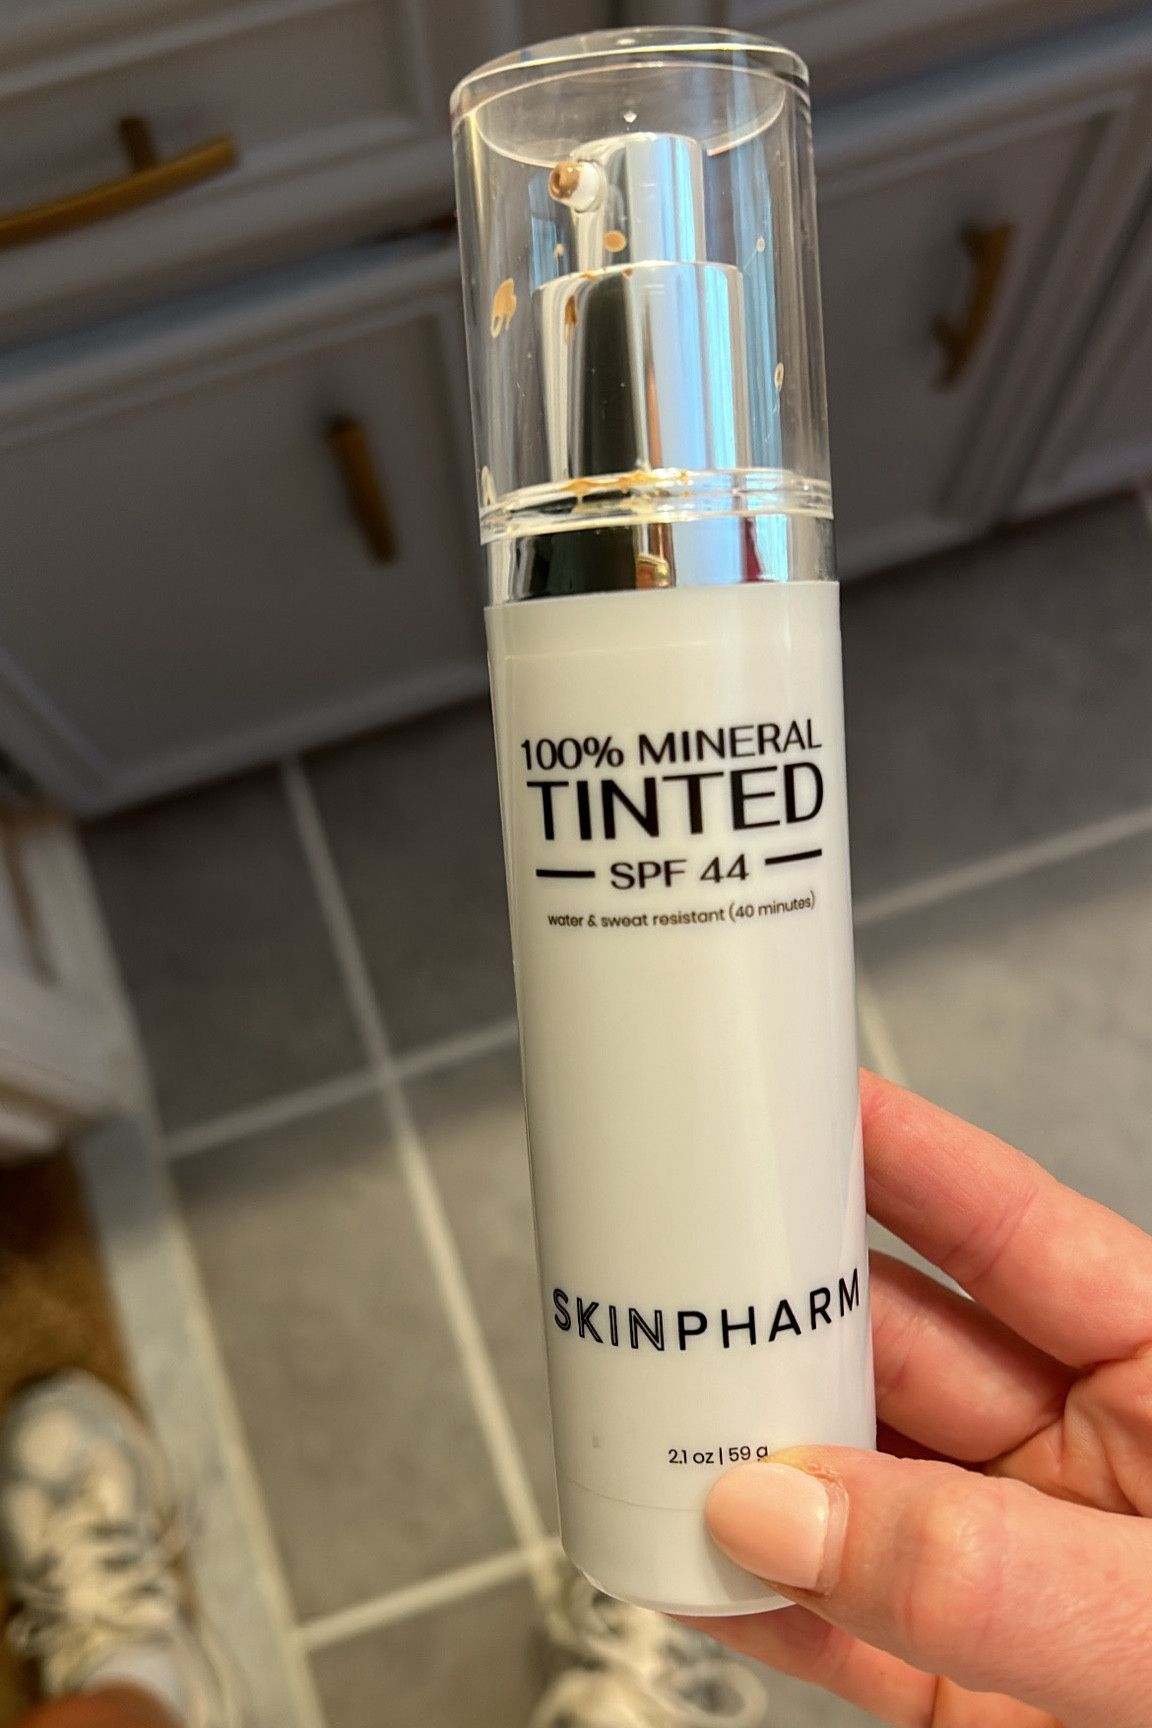 100% MINERAL
TINTED
SPF 44
water & sweat resistant (40 minutes)
SKINPHARM
2.1 oz | 59 g